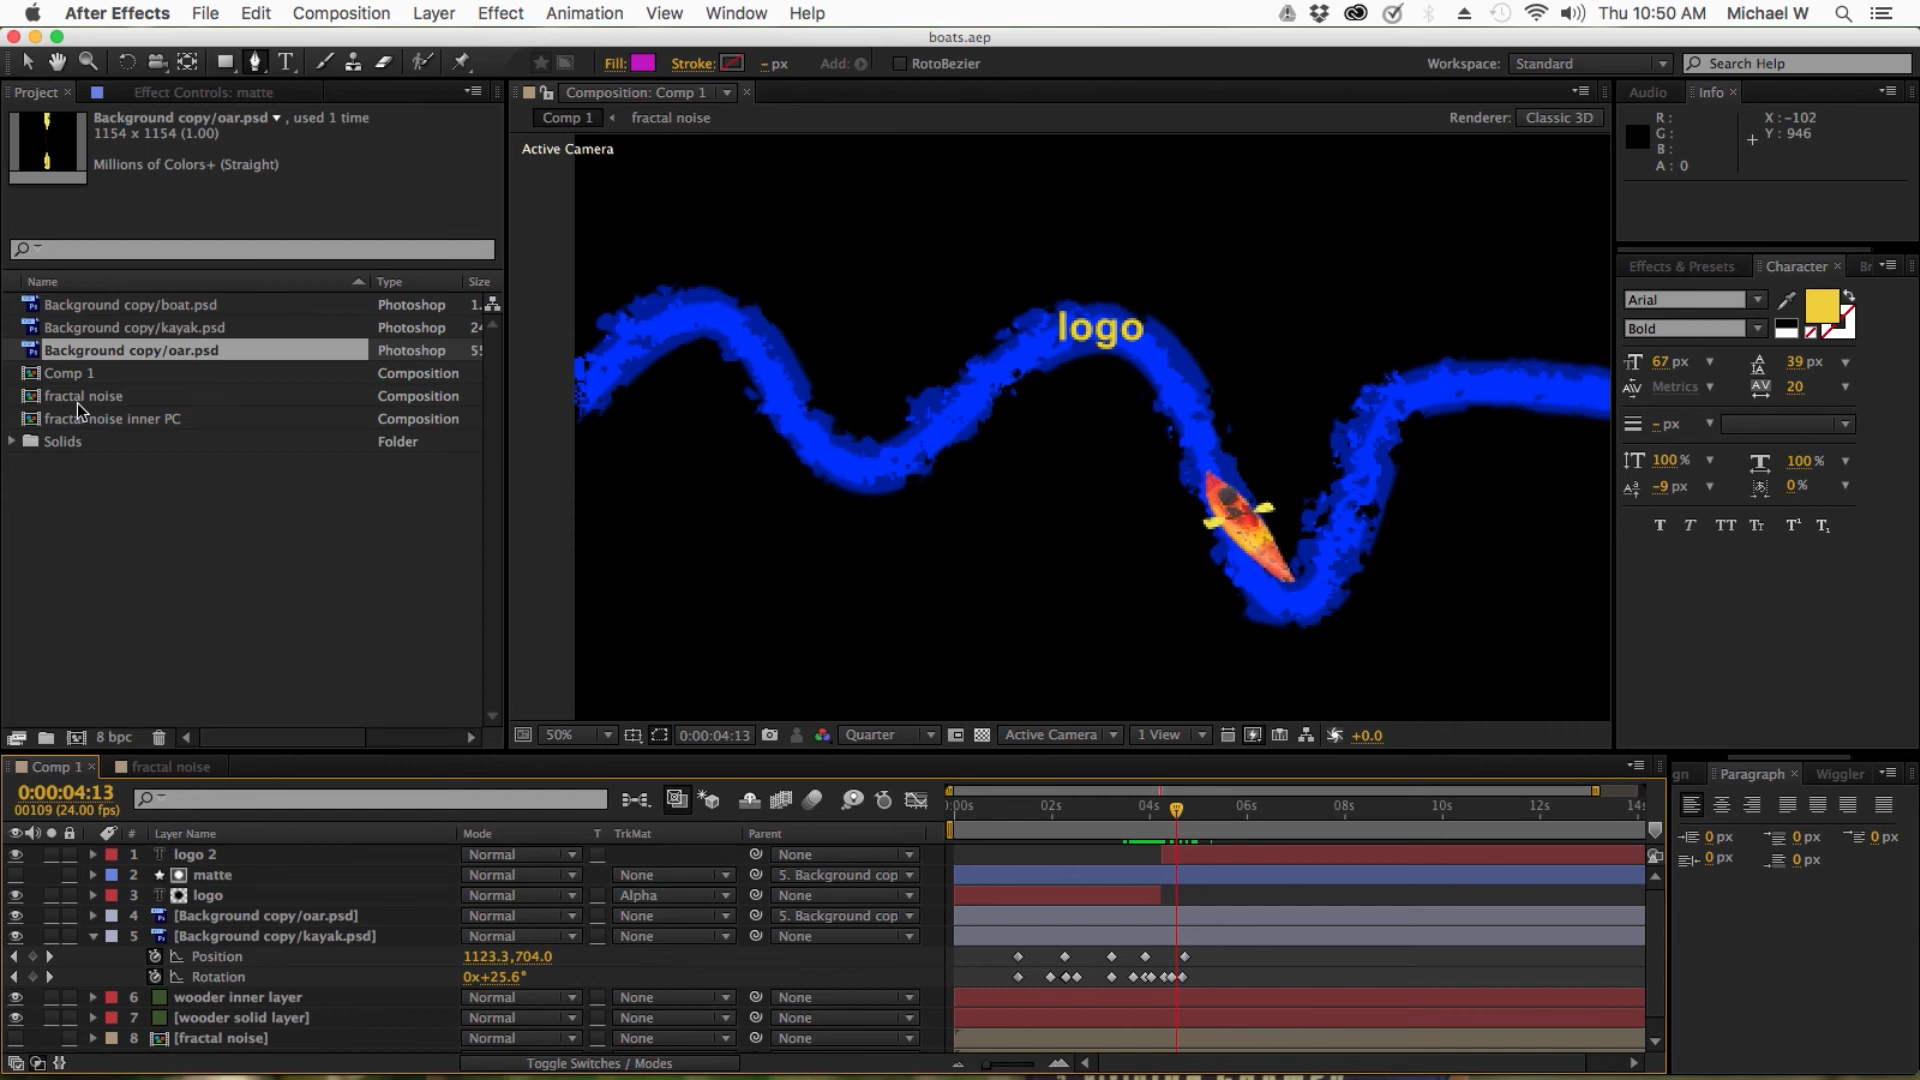 After Effects File Edit Composition Layer Effect Animation View Window Help Thu 10:50 AM Michael W
boats.aep
Fill: Stroke: - px Add: RotoBezier Workspace: Standard Search Help
Project × Effect Controls: matte
Background copy/oar.psd ▼ , used 1 time
1154 x 1154 (1.00)
Millions of Colors+ (Straight)
Name Type Size
Background copy/boat.psd Photoshop 1.
Background copy/kayak.psd Photoshop 24
Background copy/oar.psd Photoshop 55
Comp 1 Composition
fractal noise Composition
fractal noise inner PC Composition
Solids Folder
8 bpc
Composition: Comp 1 ×
Comp 1 fractal noise Renderer: Classic 3D
Active Camera
logo
50% 0:00:04:13 Quarter Active Camera 1 View +0.0
Audio Info ×
R: X: -102
G: Y: 946
B:
A: 0
Effects & Presets Character × Br
Arial
Bold
67 px 39 px
Metrics 20
- px
100 % 100 %
-9 px 0 %
T T TT Tt T¹ T₁
Comp 1 × fractal noise
0:00:04:13
00109 (24.00 fps)
):00s 02s 04s 06s 08s 10s 12s 14s
# Layer Name Mode T TrkMat Parent
1 T logo 2 Normal None
2 matte Normal None 5. Background cop
3 T logo Normal Alpha None
4 [Background copy/oar.psd] Normal None 5. Background cop
5 [Background copy/kayak.psd] Normal None None
Position 1123.3,704.0
Rotation 0x+25.6°
6 wooder inner layer Normal None None
7 [wooder solid layer] Normal None None
8 [fractal noise] Normal None None
Toggle Switches / Modes
gn Paragraph × Wiggler
0 px 0 px 0 px
0 px 0 px